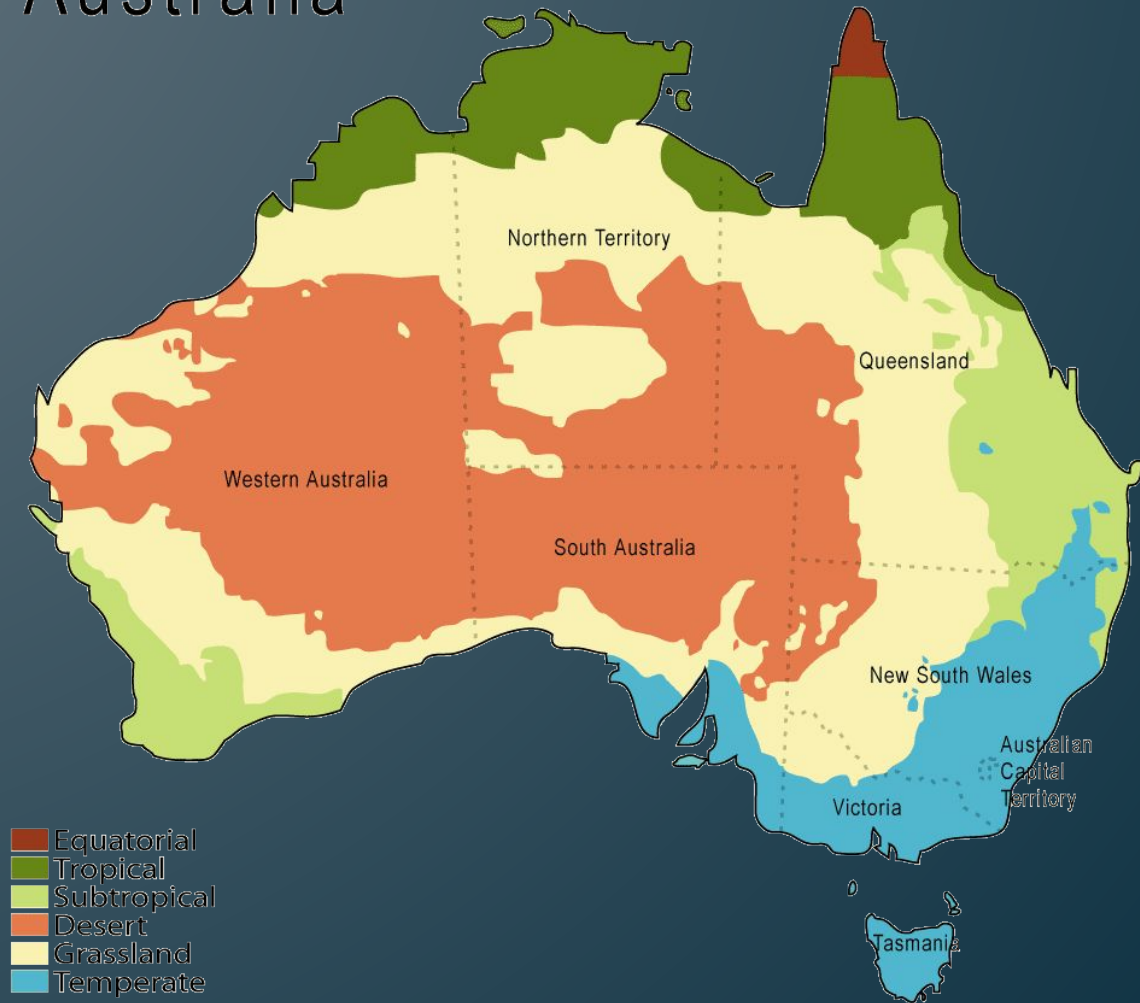 Australia
Northern Territory
Queensland
Western Australia
South Australia
New South Wales
Australian
Capital
Territory
Victoria
Tasmania
Equatorial
Tropical
Subtropical
Desert
Grassland
Temperate